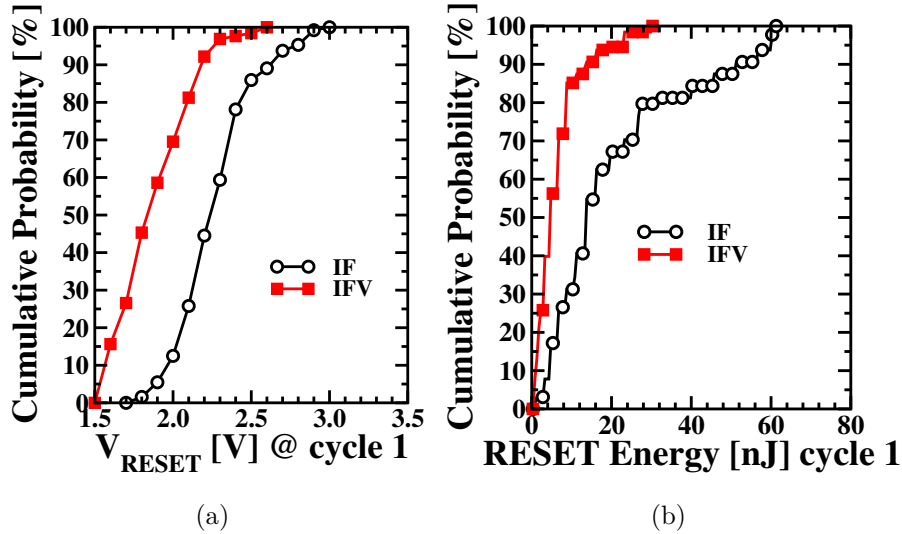 Cumulative Probability [%]
100
90
80
70
60
50
40
30
20
10
0
IF
IFV
1.5 2.0 2.5 3.0 3.5
V_RESET [V] @ cycle 1
(a)
Cumulative Probability [%]
100
90
80
70
60
50
40
30
20
10
0
IF
IFV
0 20 40 60 80
RESET Energy [nJ] cycle 1
(b)